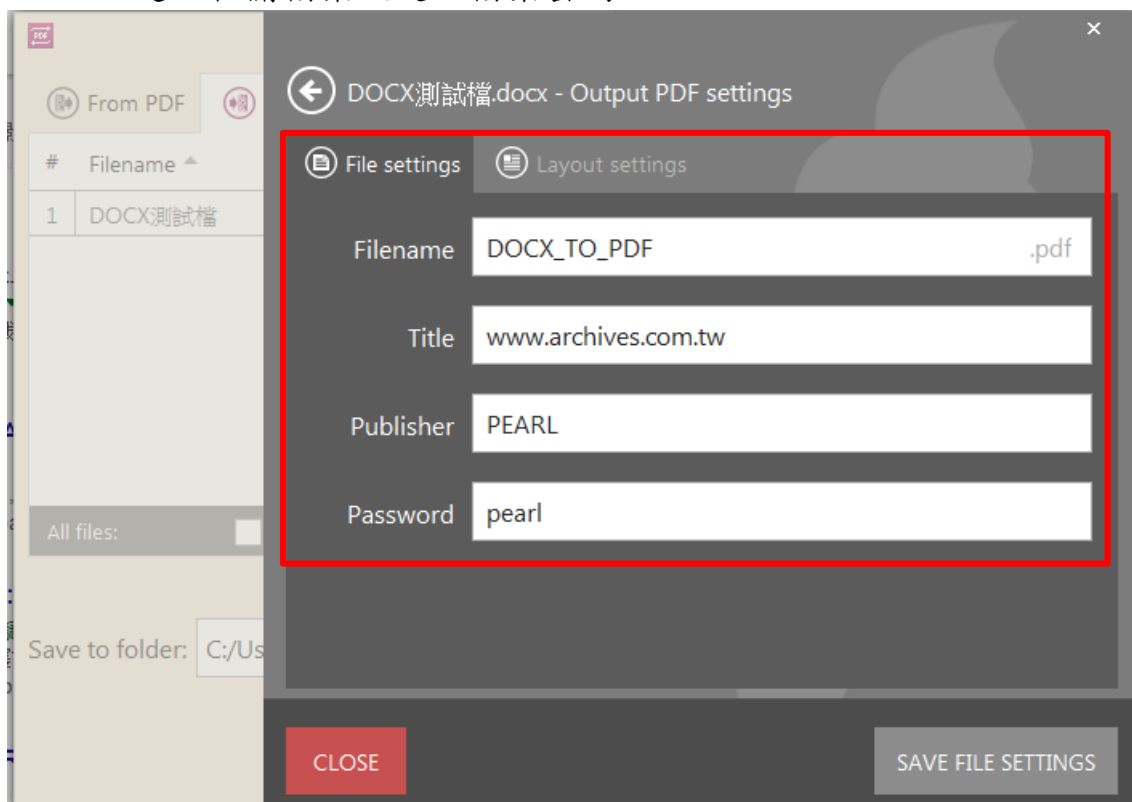 DOCX測試檔.docx - Output PDF settings
From PDF
File settings
Layout settings
# Filename
1 DOCX測試檔
Filename DOCX_TO_PDF .pdf
Title www.archives.com.tw
Publisher PEARL
Password pearl
All files:
Save to folder: C:/Us
CLOSE
SAVE FILE SETTINGS